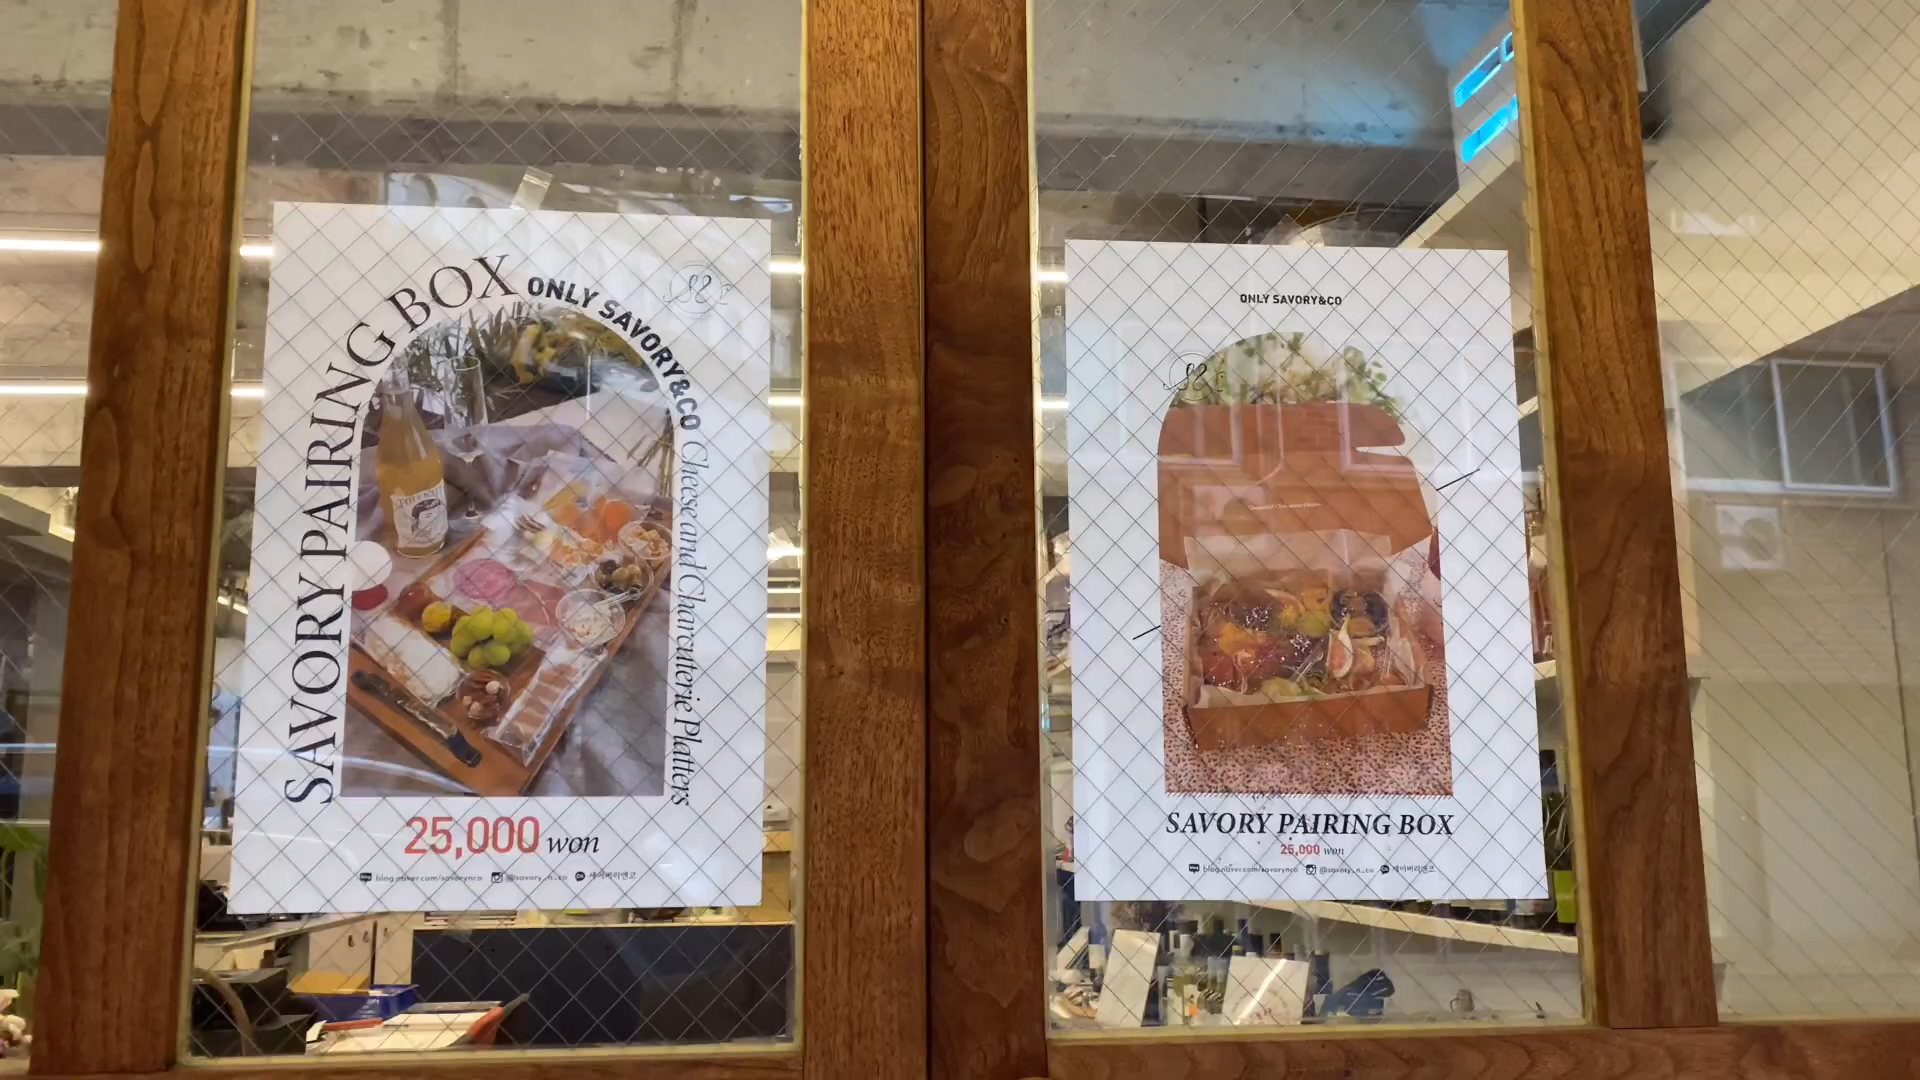 SAVORY PAIRING BOX ONLY SAVORY&CO Cheese and Charcuterie Platters
25,000 won
blog.naver.com/savorynco @savory_n_co 세이버리앤코
ONLY SAVORY&CO
SAVORY PAIRING BOX
25,000 won
blog.naver.com/savorynco @savory_n_co 세이버리앤코